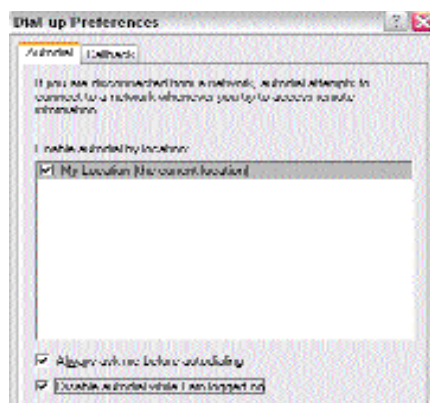 Dial-up Preferences
Autodial Callback
If you are disconnected from a network, autodial attempts to
connect to a network whenever you try to access remote
information.
Enable autodial by location:
My Location (the current location)
Always ask me before autodialing
Disable autodial while I am logged on